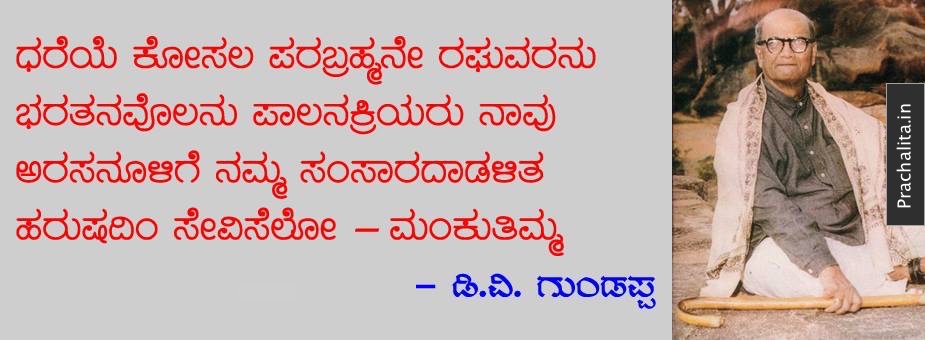 ಧರೆಯೆ ಕೋಸಲ ಪರಬ್ರಹ್ಮನೇ ರಘುವರನು
ಭರತನವೊಲನು ಪಾಲನಕ್ರಿಯರು ನಾವು
ಅರಸನೂಳಿಗೆ ನಮ್ಮ ಸಂಸಾರದಾಡಳಿತ
ಹರುಷದಿಂ ಸೇವಿಸೆಲೋ – ಮಂಕುತಿಮ್ಮ
– ಡಿ.ವಿ. ಗುಂಡಪ್ಪ
Prachalita.in